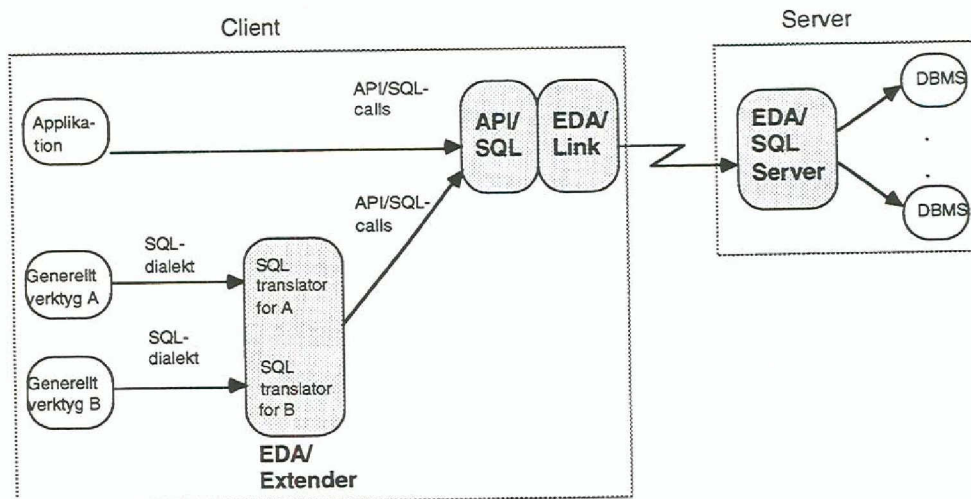 Client
Server
API/SQL-
calls
Applika-
tion
API/
SQL
EDA/
Link
EDA/
SQL
Server
DBMS
DBMS
API/SQL-
calls
SQL-
dialekt
Generellt
verktyg A
SQL
translator
for A
SQL-
dialekt
Generellt
verktyg B
SQL
translator
for B
EDA/
Extender